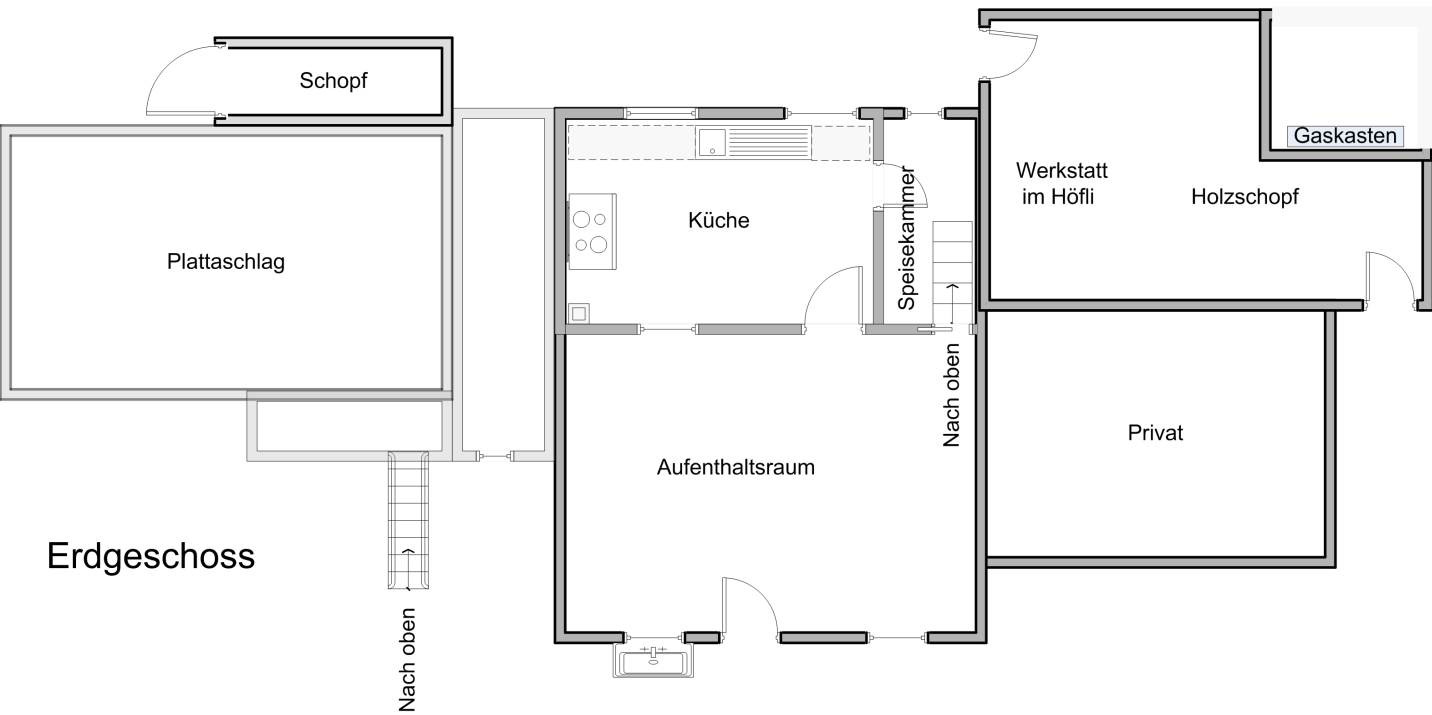 Schopf
Gaskasten
Werkstatt
im Höfli
Holzschopf
Küche
Speisekammer
Plattaschlag
Nach oben
Privat
Aufenthaltsraum
Erdgeschoss
Nach oben